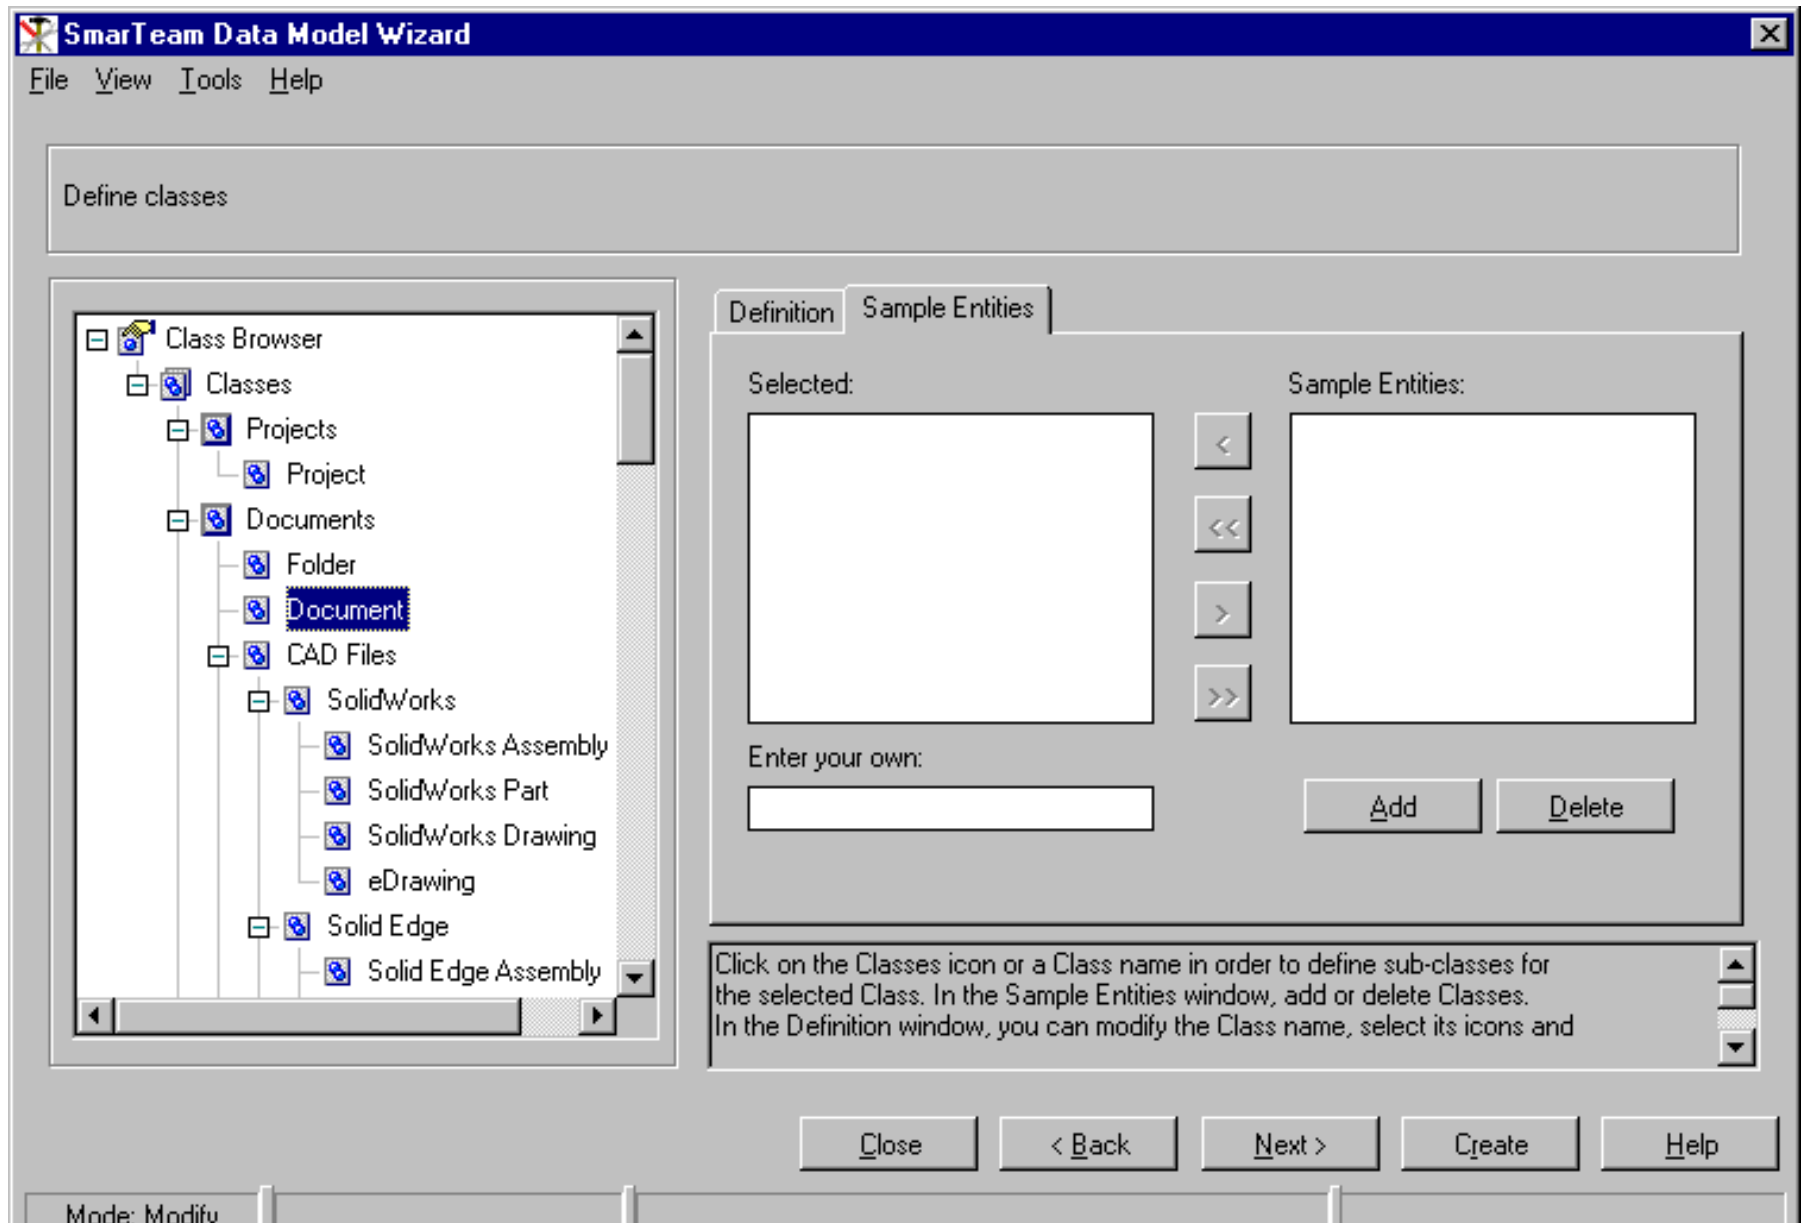 SmarTeam Data Model Wizard
File View Tools Help
Define classes
Class Browser
Classes
Projects
Project
Documents
Folder
Document
CAD Files
SolidWorks
SolidWorks Assembly
SolidWorks Part
SolidWorks Drawing
eDrawing
Solid Edge
Solid Edge Assembly
Definition
Sample Entities
Selected:
Sample Entities:
<
<<
>
>>
Enter your own:
Add
Delete
Click on the Classes icon or a Class name in order to define sub-classes for
the selected Class. In the Sample Entities window, add or delete Classes.
In the Definition window, you can modify the Class name, select its icons and
Close
< Back
Next >
Create
Help
Mode: Modify